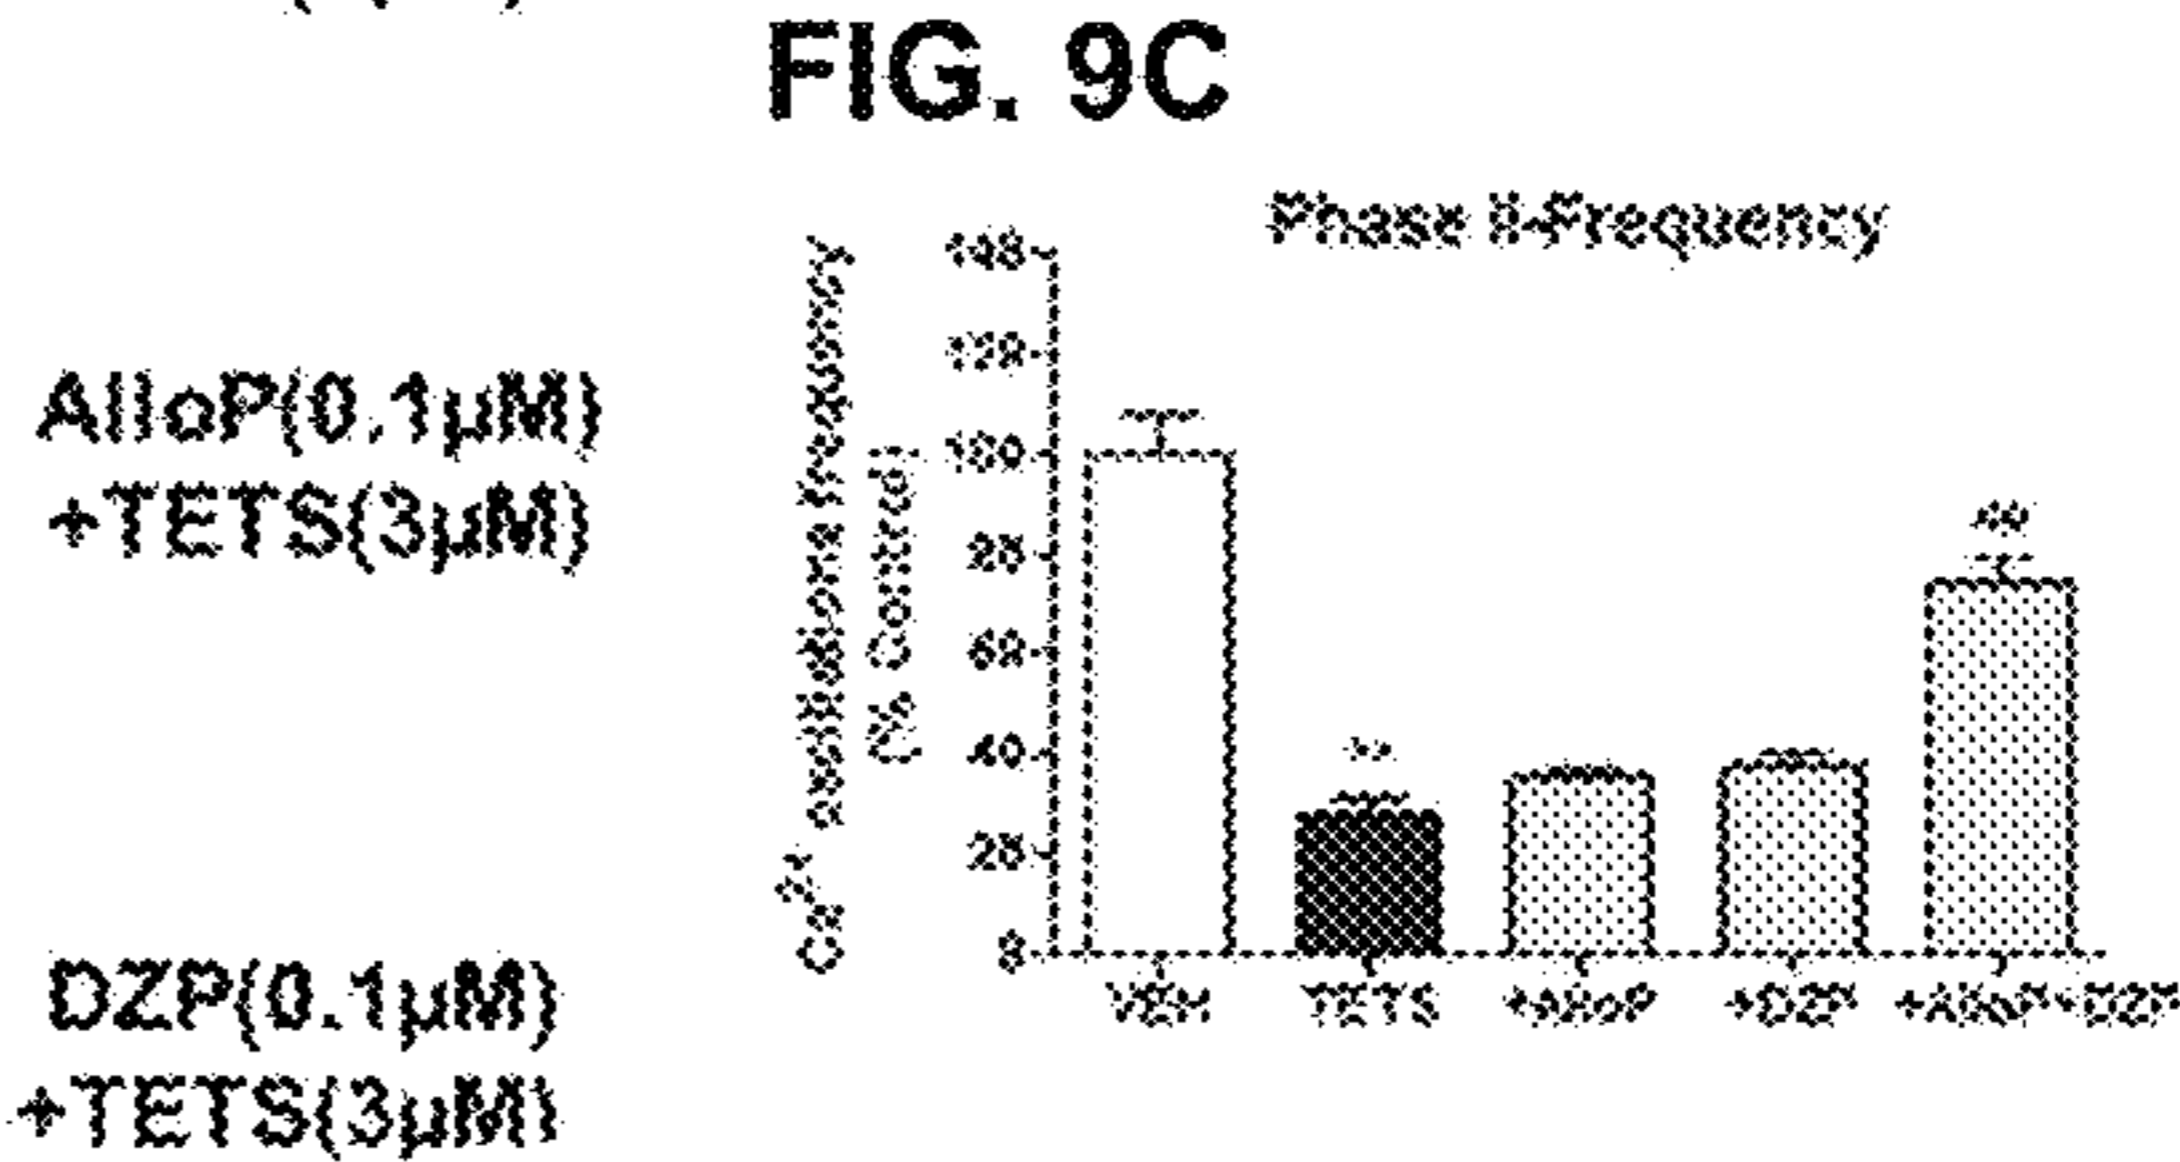 FIG. 9C
Phase II-Frequency
Ca2+ oscillations frequency
(% Control)
140
120
100
80
60
40
20
0
VEH
TETS
+AlloP
+DZP
+AlloP+DZP
**
##
AlloP(0.1µM)
+TETS(3µM)
DZP(0.1µM)
+TETS(3µM)